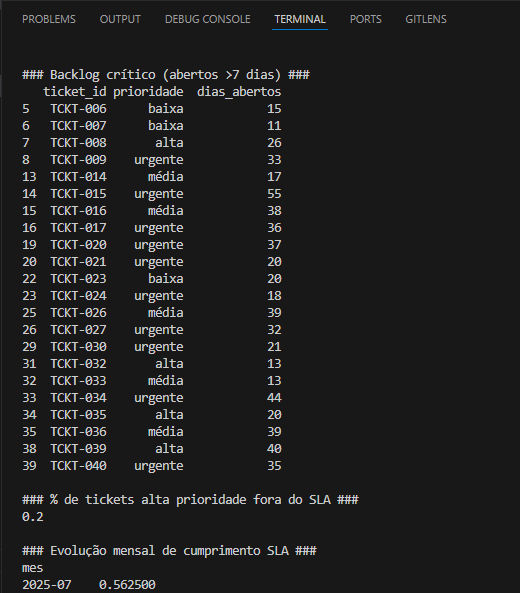 PROBLEMS OUTPUT DEBUG CONSOLE TERMINAL PORTS GITLENS
### Backlog crítico (abertos >7 dias) ###
ticket_id prioridade dias_abertos
5 TCKT-006 baixa 15
6 TCKT-007 baixa 11
7 TCKT-008 alta 26
8 TCKT-009 urgente 33
13 TCKT-014 média 17
14 TCKT-015 urgente 55
15 TCKT-016 média 38
16 TCKT-017 urgente 36
19 TCKT-020 urgente 37
20 TCKT-021 urgente 20
22 TCKT-023 baixa 20
23 TCKT-024 urgente 18
25 TCKT-026 média 39
26 TCKT-027 urgente 32
29 TCKT-030 urgente 21
31 TCKT-032 alta 13
32 TCKT-033 média 13
33 TCKT-034 urgente 44
34 TCKT-035 alta 20
35 TCKT-036 média 39
38 TCKT-039 alta 40
39 TCKT-040 urgente 35
### % de tickets alta prioridade fora do SLA ###
0.2
### Evolução mensal de cumprimento SLA ###
mes
2025-07 0.562500